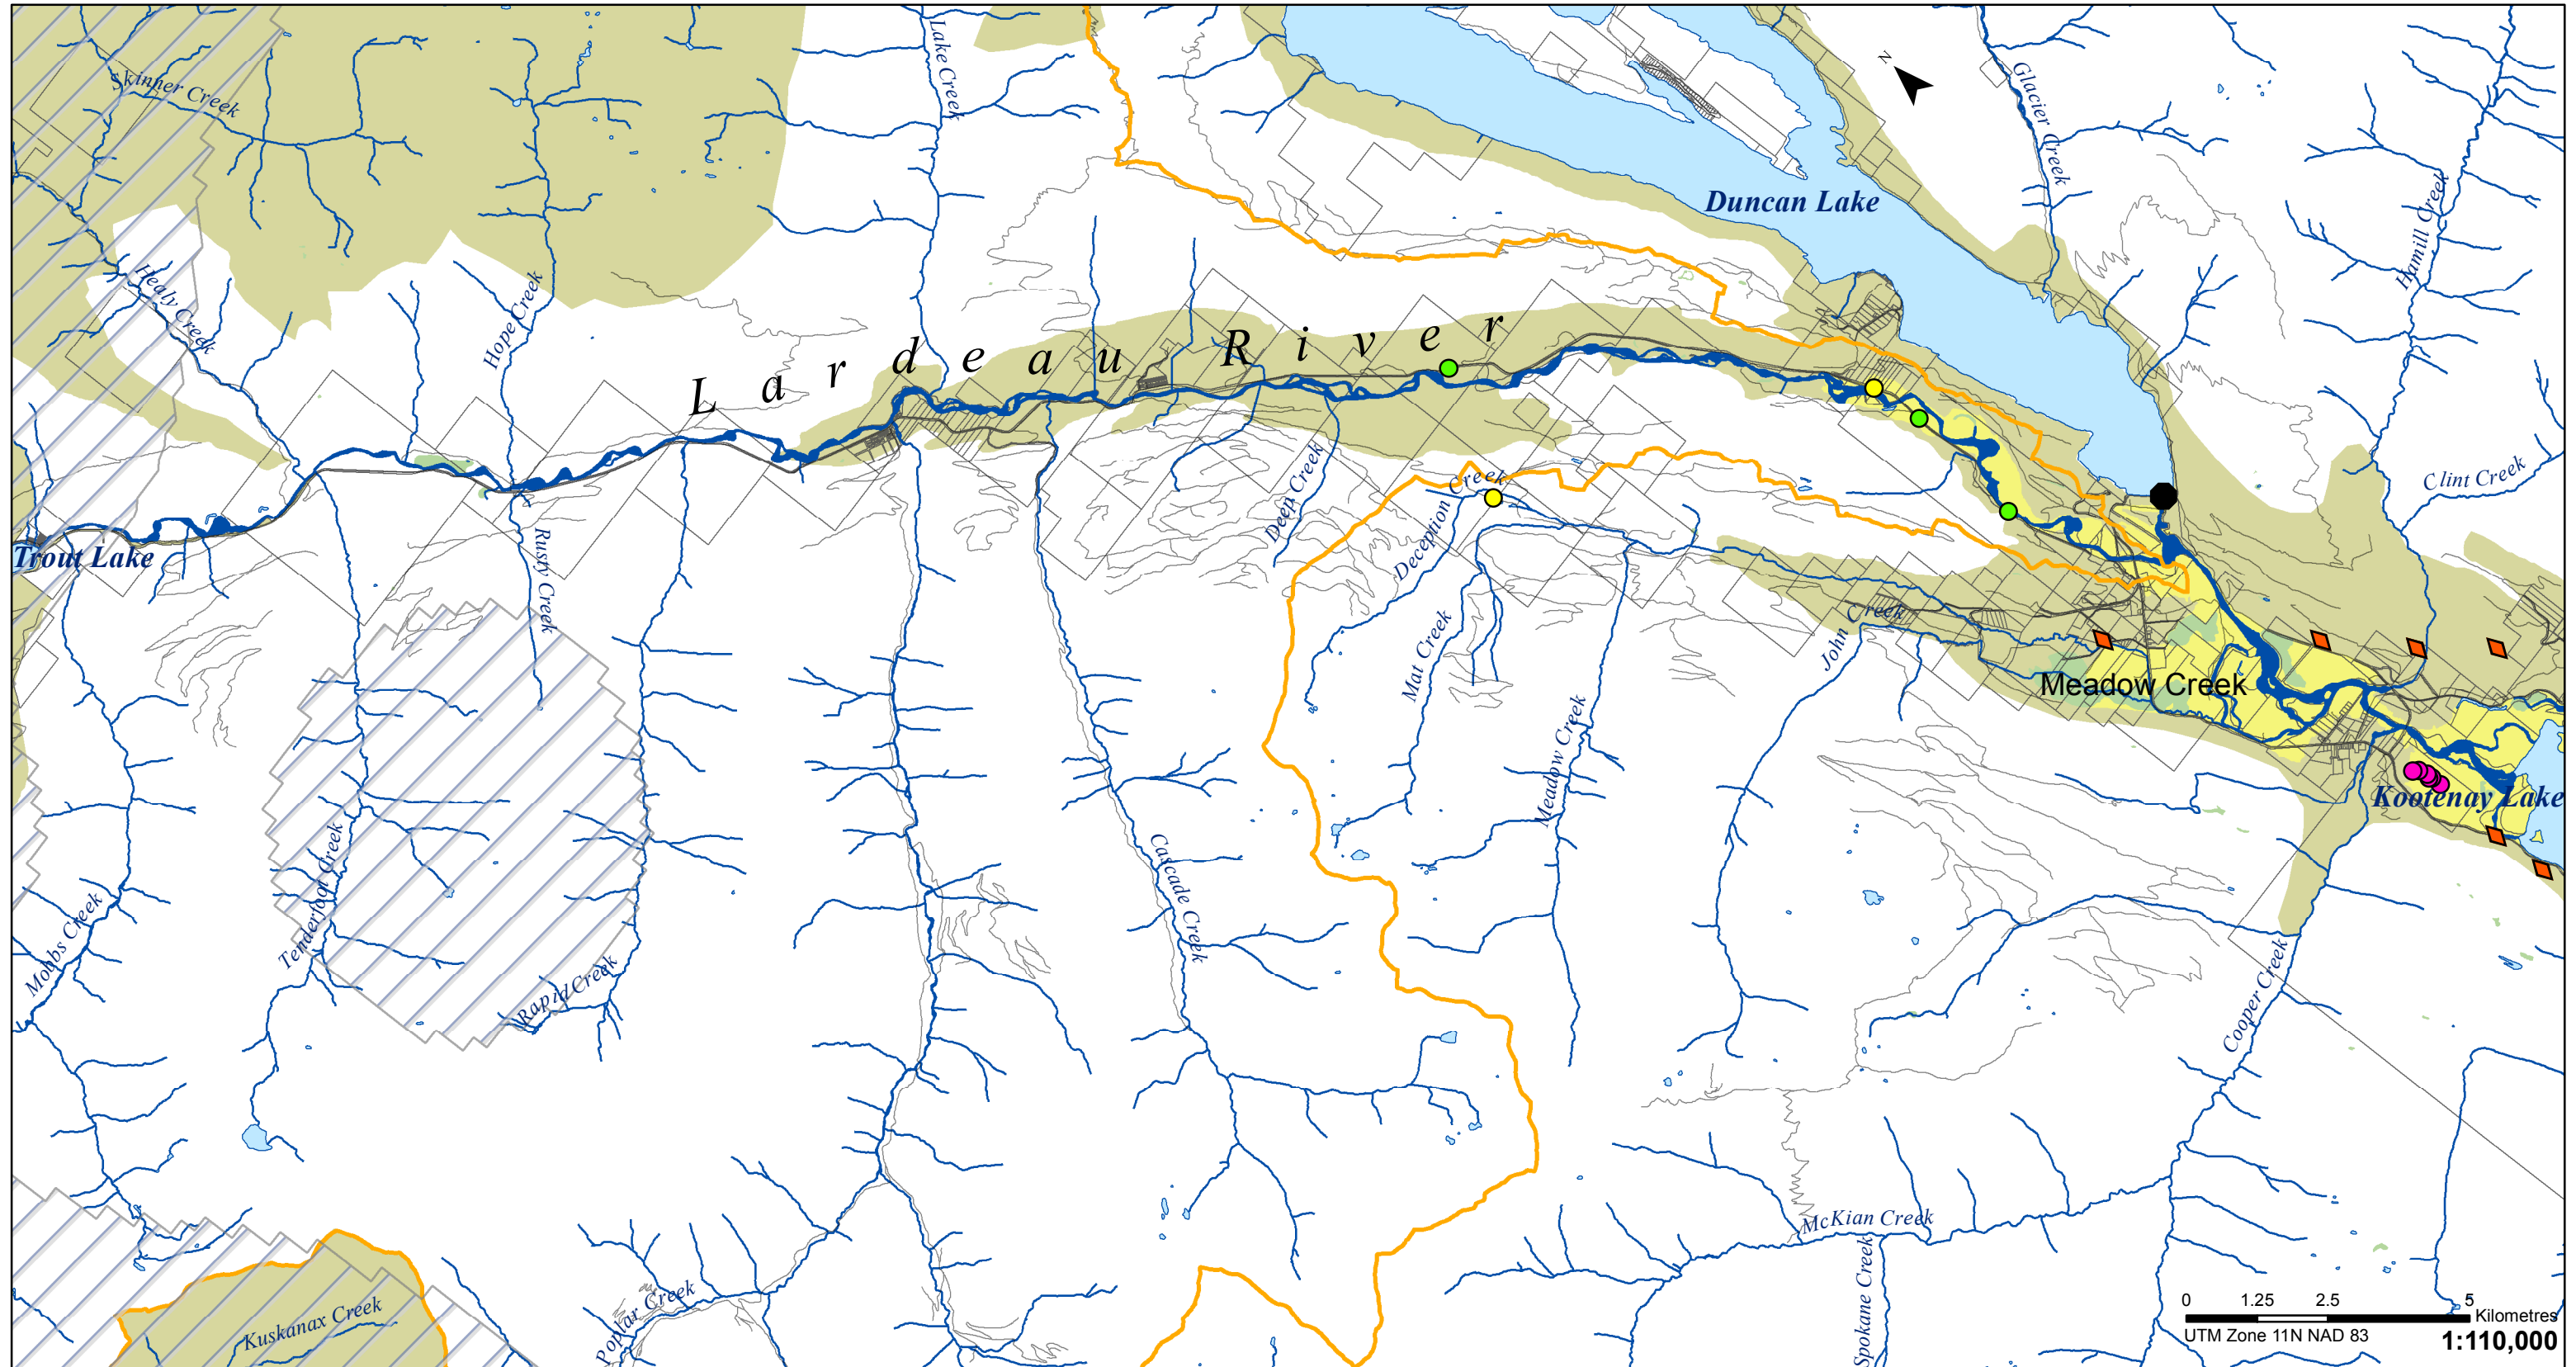 Lake Creek
N
Glacier Creek
Skinner Creek
Duncan Lake
Hamill Creek
Healy Creek
Hope Creek
Lardeau River
Clint Creek
Deep Creek
Deception Creek
Trout Lake
Rusty Creek
John Creek
Mat Creek
Meadow Creek
Meadow Creek
Kootenay Lake
Tenderfoot Creek
Cascade Creek
Mobbs Creek
Rapid Creek
Cooper Creek
McKian Creek
Spokane Creek
Poplar Creek
Kuskanax Creek
0 1.25 2.5 5
Kilometres
UTM Zone 11N NAD 83
1:110,000